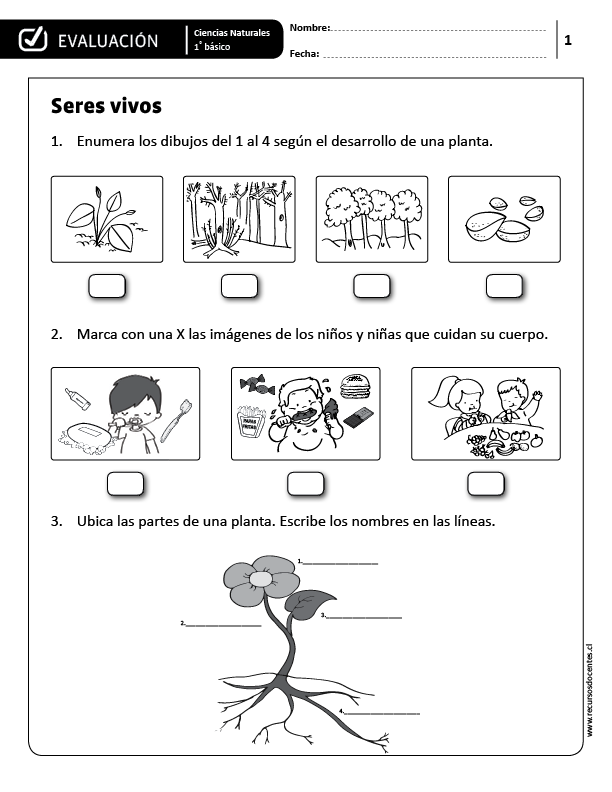 EVALUACIÓN
Ciencias Naturales
1° básico
Nombre:
Fecha:
1
Seres vivos
1. Enumera los dibujos del 1 al 4 según el desarrollo de una planta.
2. Marca con una X las imágenes de los niños y niñas que cuidan su cuerpo.
PAPAS FRITAS
3. Ubica las partes de una planta. Escribe los nombres en las líneas.
1.
2.
3.
4.
www.recursosdocentes.cl